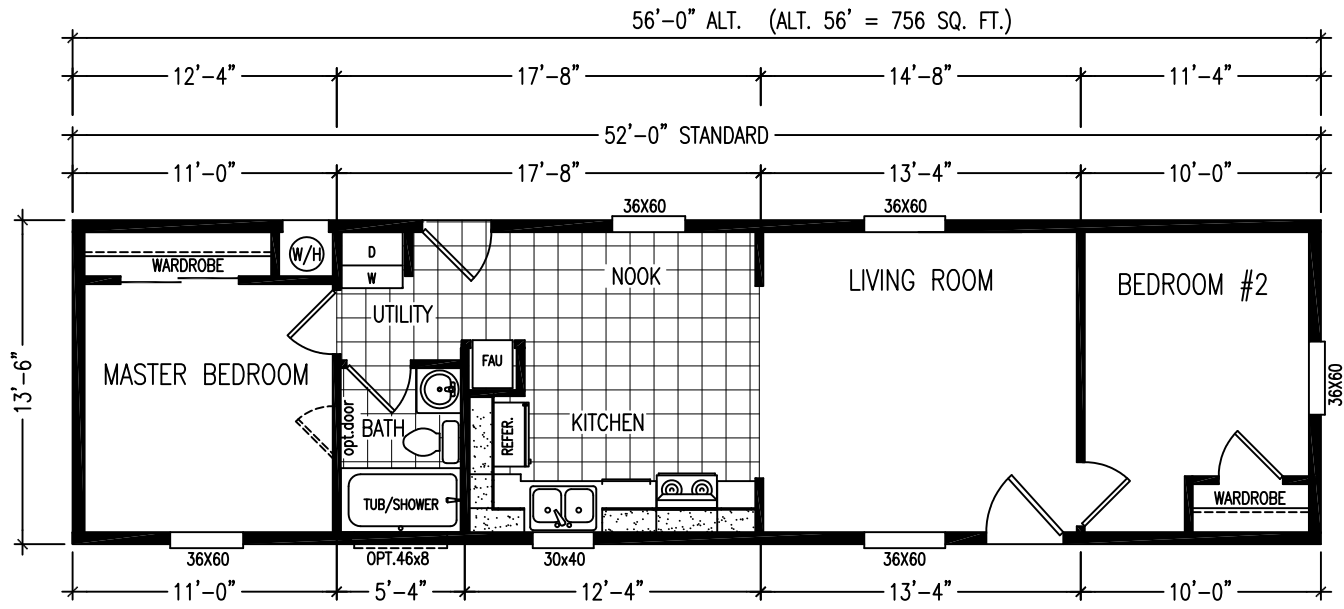 56'-0" ALT. (ALT. 56' = 756 SQ. FT.)
12'-4" 17'-8" 14'-8" 11'-4"
52'-0" STANDARD
11'-0" 17'-8" 13'-4" 10'-0"
36X60 36X60
13'-6"
WARDROBE
W/H
D
W
NOOK
LIVING ROOM
BEDROOM #2
UTILITY
MASTER BEDROOM
FAU
36X60
opt.door
BATH
REFER.
KITCHEN
TUB/SHOWER
WARDROBE
36X60 OPT.46x8 30x40 36X60
11'-0" 5'-4" 12'-4" 13'-4" 10'-0"